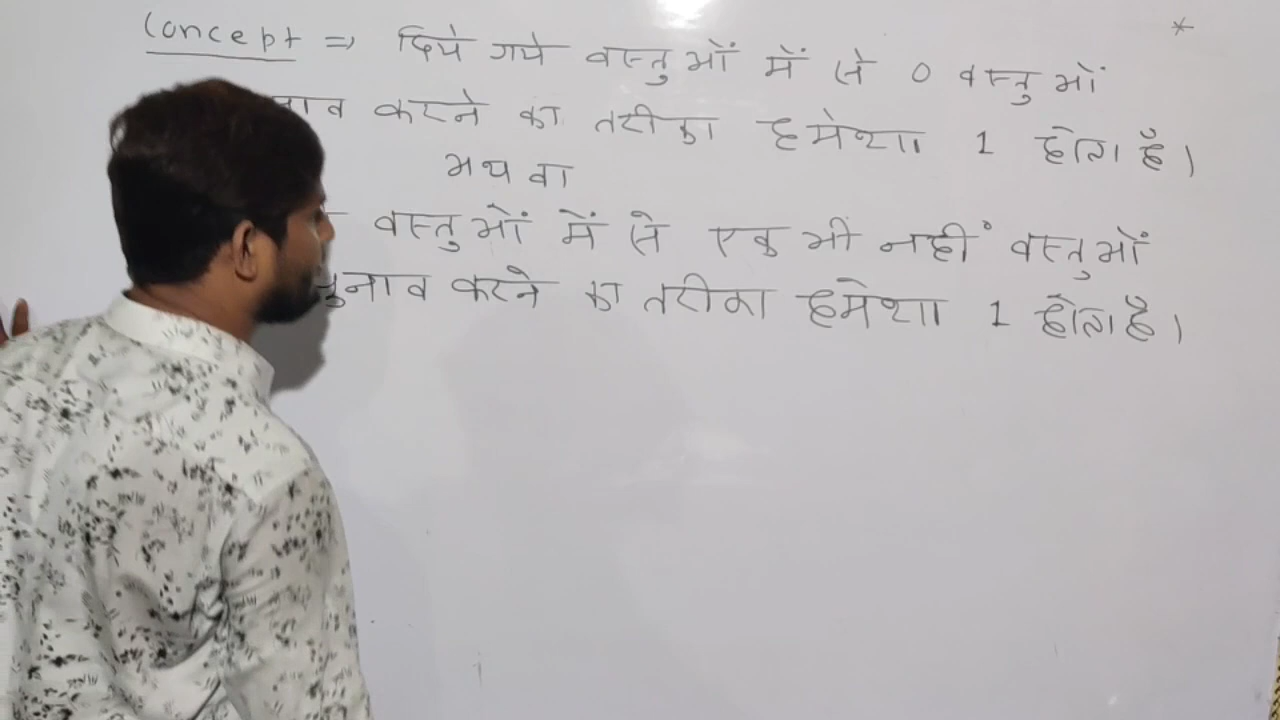 Concept ⇒ दिये गये वस्तुओं में से 0 वस्तुओं *
करने का तरीका हमेशा 1 होता है।
अथवा
वस्तुओं में से एक भी नहीं वस्तुओं
चुनाव करने का तरीका हमेशा 1 होता है।